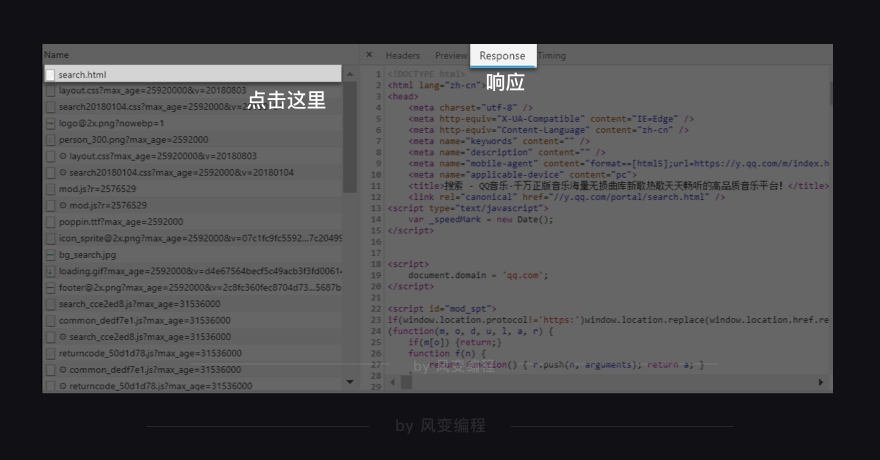 Name
search.html
layout.css?max_age=25920000&v=20180803
点击这里
search20180104.css?max_age=2592000
logo@2x.png?nowebp=1
person_300.png?max_age=2592000
layout.css?max_age=2592000&v=20180803
search20180104.css?max_age=2592000&v=20180104
mod.js?r=2576529
mod.js?r=2576529
poppin.ttf?max_age=2592000
icon_sprite@2x.png?max_age=2592000&v=07c1fc9fc5592...7c20499
bg_search.jpg
loading.gif?max_age=2592000&v=d4e67564becf5c49acb3f3fd00614
footer@2x.png?max_age=2592000&v=2c8fc360fec8704d73...5687b
search_cce2ed8.js?max_age=31536000
common_dedf7e1.js?max_age=31536000
search_cce2ed8.js?max_age=31536000
returncode_50d1d78.js?max_age=31536000
common_dedf7e1.js?max_age=31536000
returncode_50d1d78.js?max_age=31536000
× Headers Preview Response Timing
响应
1 <!DOCTYPE html>
2 <html lang="zh-cn">
3 <head>
4 <meta charset="utf-8" />
5 <meta http-equiv="X-UA-Compatible" content="IE=Edge" />
6 <meta http-equiv="Content-Language" content="zh-cn" />
7 <meta name="keywords" content="" />
8 <meta name="description" content="" />
9 <meta name="mobile-agent" content="format=[html5];url=https://y.qq.com/m/index.h
10 <meta name="applicable-device" content="pc">
11 <title>搜索 - QQ音乐-千万正版音乐海量无损曲库新歌热歌天天畅听的高品质音乐平台！</title>
12 <link rel="canonical" href="//y.qq.com/portal/search.html" />
13 <script type="text/javascript">
14 var _speedMark = new Date();
15 </script>
16
17
18 <script>
19 document.domain = 'qq.com';
20 </script>
21
22 <script id="mod_spt">
23 if(window.location.protocol!='https:')window.location.replace(window.location.href.re
24 (function(m, o, d, u, l, a, r) {
25 if(m[o]) {return;}
26 function f(n) {
27 return function() { r.push(n, arguments); return a; }
28
29
by 风变编程
by 风变编程